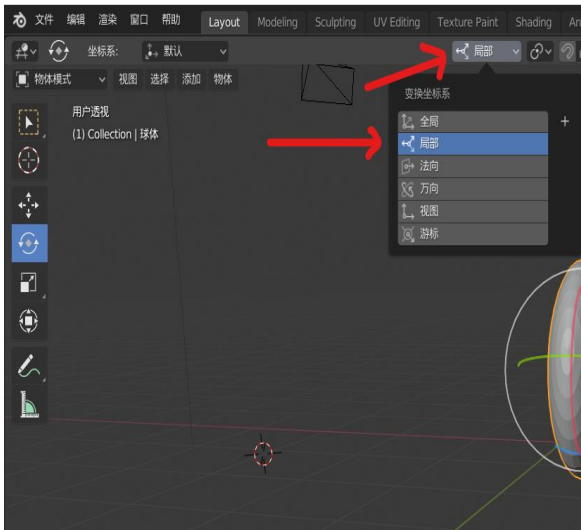 文件 编辑 渲染 窗口 帮助 Layout Modeling Sculpting UV Editing Texture Paint Shading An
坐标系: 默认 局部
物体模式 视图 选择 添加 物体
变换坐标系
用户透视
全局
(1) Collection | 球体
局部
法向
万向
视图
游标